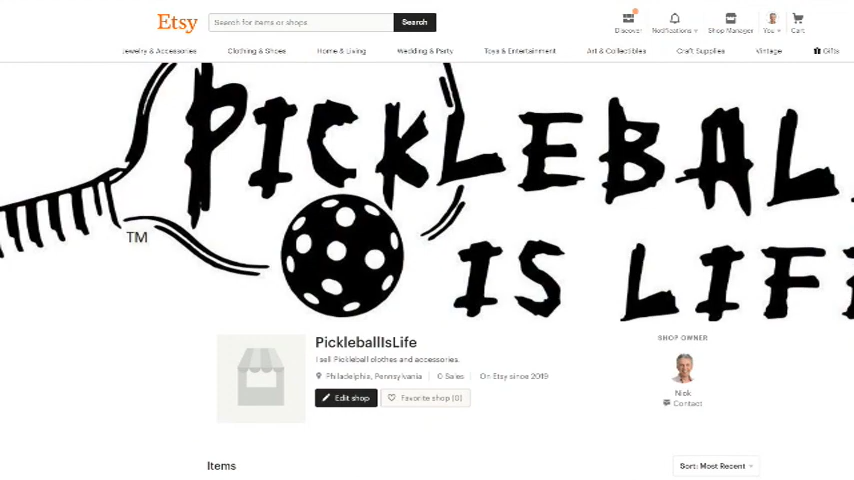 Etsy
Search for items or shops
Search
Discover
Notifications
Shop Manager
You
Cart
Jewelry & Accessories
Clothing & Shoes
Home & Living
Wedding & Party
Toys & Entertainment
Art & Collectibles
Craft Supplies
Vintage
Gifts
PICKLEBAL
TM
IS LIF
PickleballIsLife
I sell Pickleball clothes and accessories.
Philadelphia, Pennsylvania
0 Sales
On Etsy since 2019
Edit shop
Favorite shop (0)
SHOP OWNER
Nick
Contact
Items
Sort: Most Recent